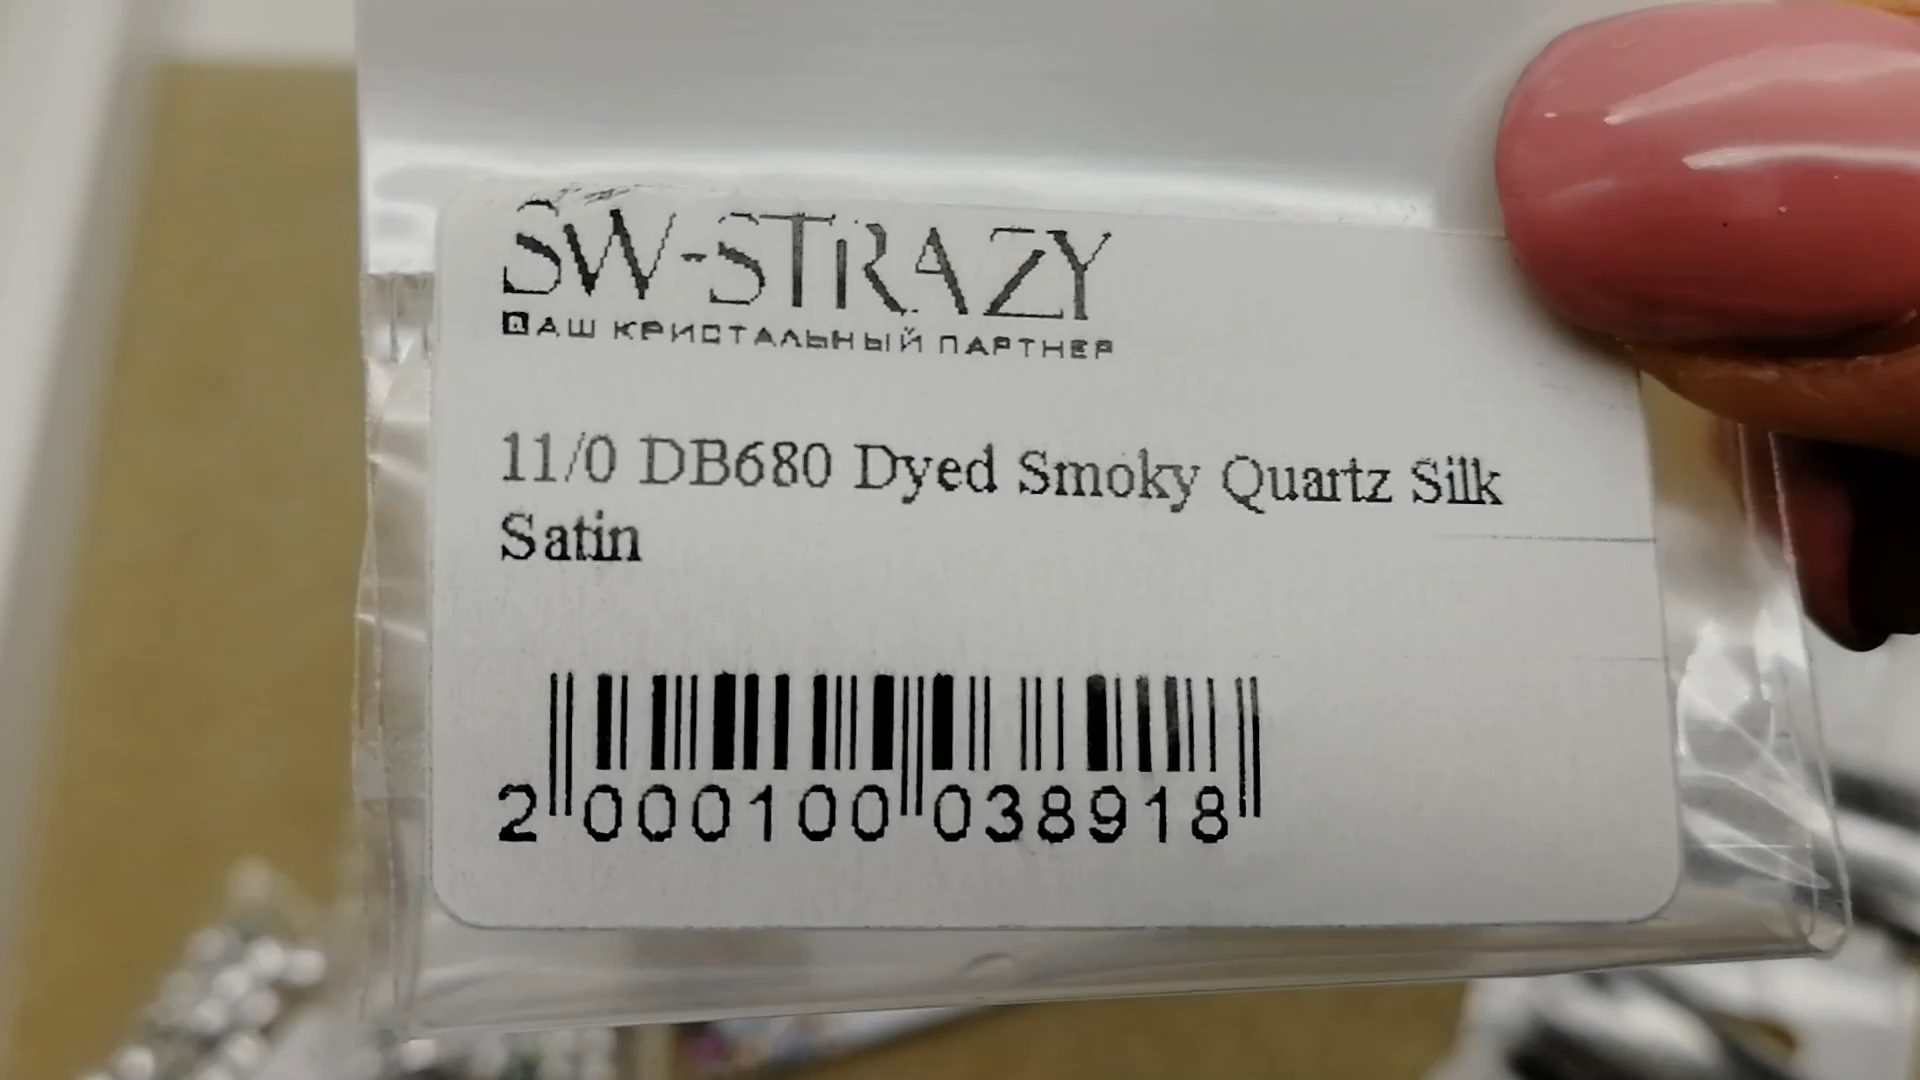 SW-STRAZY
ВАШ КРИСТАЛЬНЫЙ ПАРТНЕР
11/0 DB680 Dyed Smoky Quartz Silk
Satin
2 000100 038918